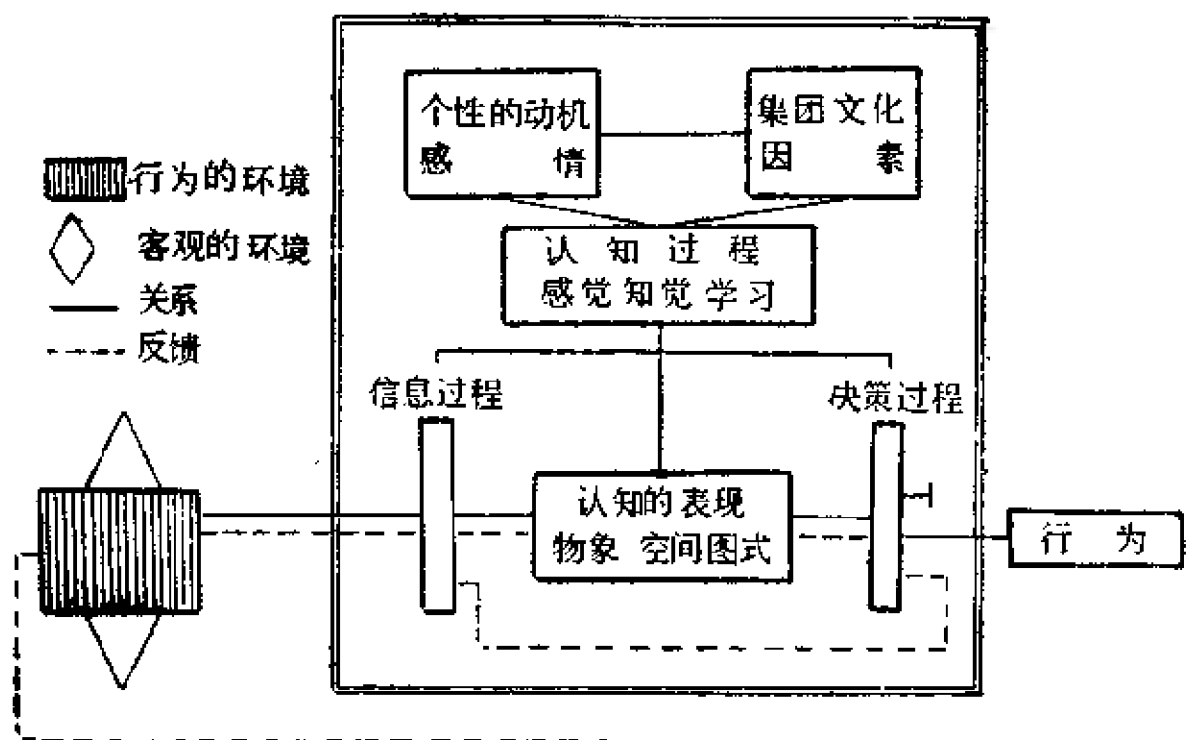 个性的动机
感情
集团文化
因素
行为的环境
客观的环境
关系
反馈
认知过程
感觉知觉学习
信息过程
决策过程
认知的表现
物象 空间图式
行为